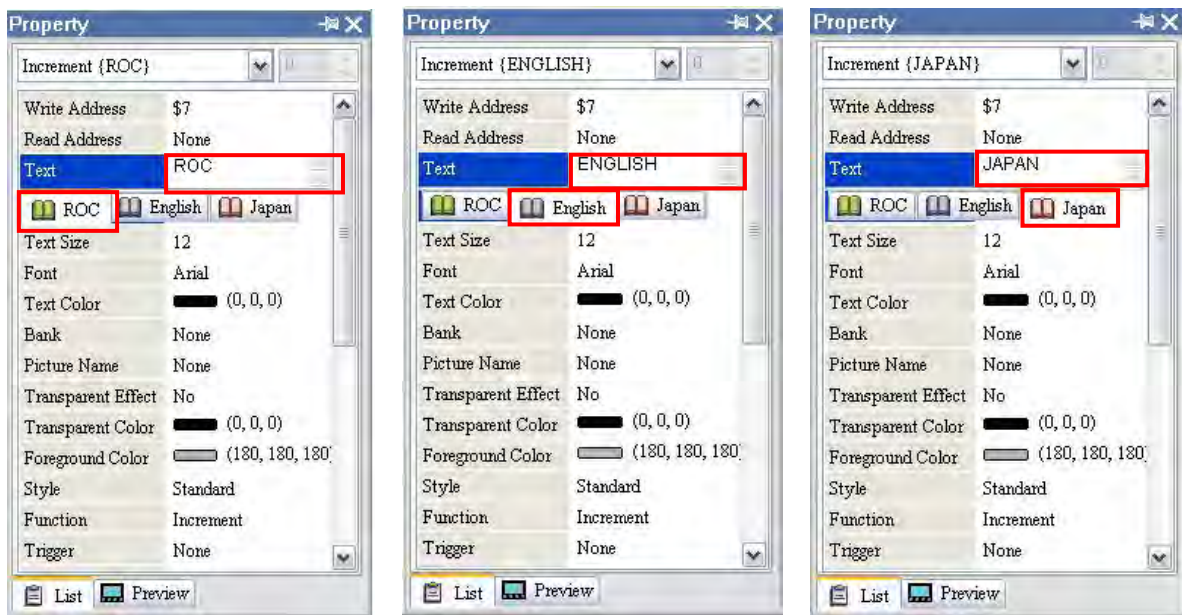 Property
Increment {ROC}
0
Write Address $7
Read Address None
Text ROC
ROC English Japan
Text Size 12
Font Arial
Text Color (0, 0, 0)
Bank None
Picture Name None
Transparent Effect No
Transparent Color (0, 0, 0)
Foreground Color (180, 180, 180)
Style Standard
Function Increment
Trigger None
List Preview
Property
Increment {ENGLISH}
0
Write Address $7
Read Address None
Text ENGLISH
ROC English Japan
Text Size 12
Font Arial
Text Color (0, 0, 0)
Bank None
Picture Name None
Transparent Effect No
Transparent Color (0, 0, 0)
Foreground Color (180, 180, 180)
Style Standard
Function Increment
Trigger None
List Preview
Property
Increment {JAPAN}
0
Write Address $7
Read Address None
Text JAPAN
ROC English Japan
Text Size 12
Font Arial
Text Color (0, 0, 0)
Bank None
Picture Name None
Transparent Effect No
Transparent Color (0, 0, 0)
Foreground Color (180, 180, 180)
Style Standard
Function Increment
Trigger None
List Preview